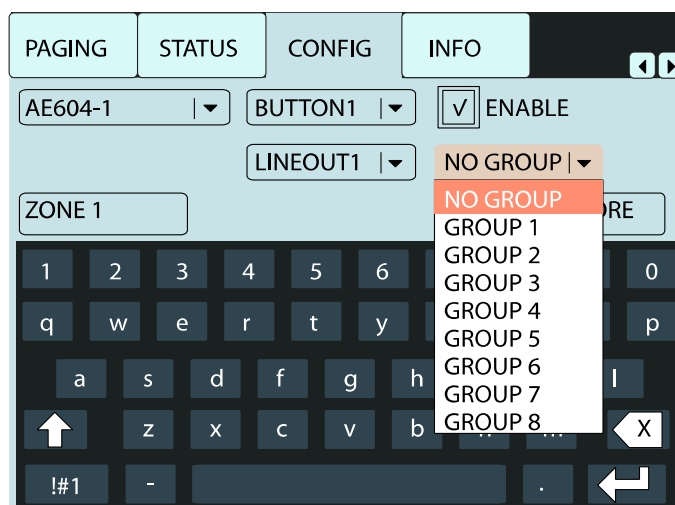 PAGING STATUS CONFIG INFO
AE604-1 BUTTON1 √ ENABLE
LINEOUT1 NO GROUP
NO GROUP
ZONE 1
GROUP 1
GROUP 2
GROUP 3
GROUP 4
GROUP 5
GROUP 6
GROUP 7
GROUP 8
1 2 3 4 5 6 0
q w e r t y p
a s d f g h l
z x c v b X
!#1 - .